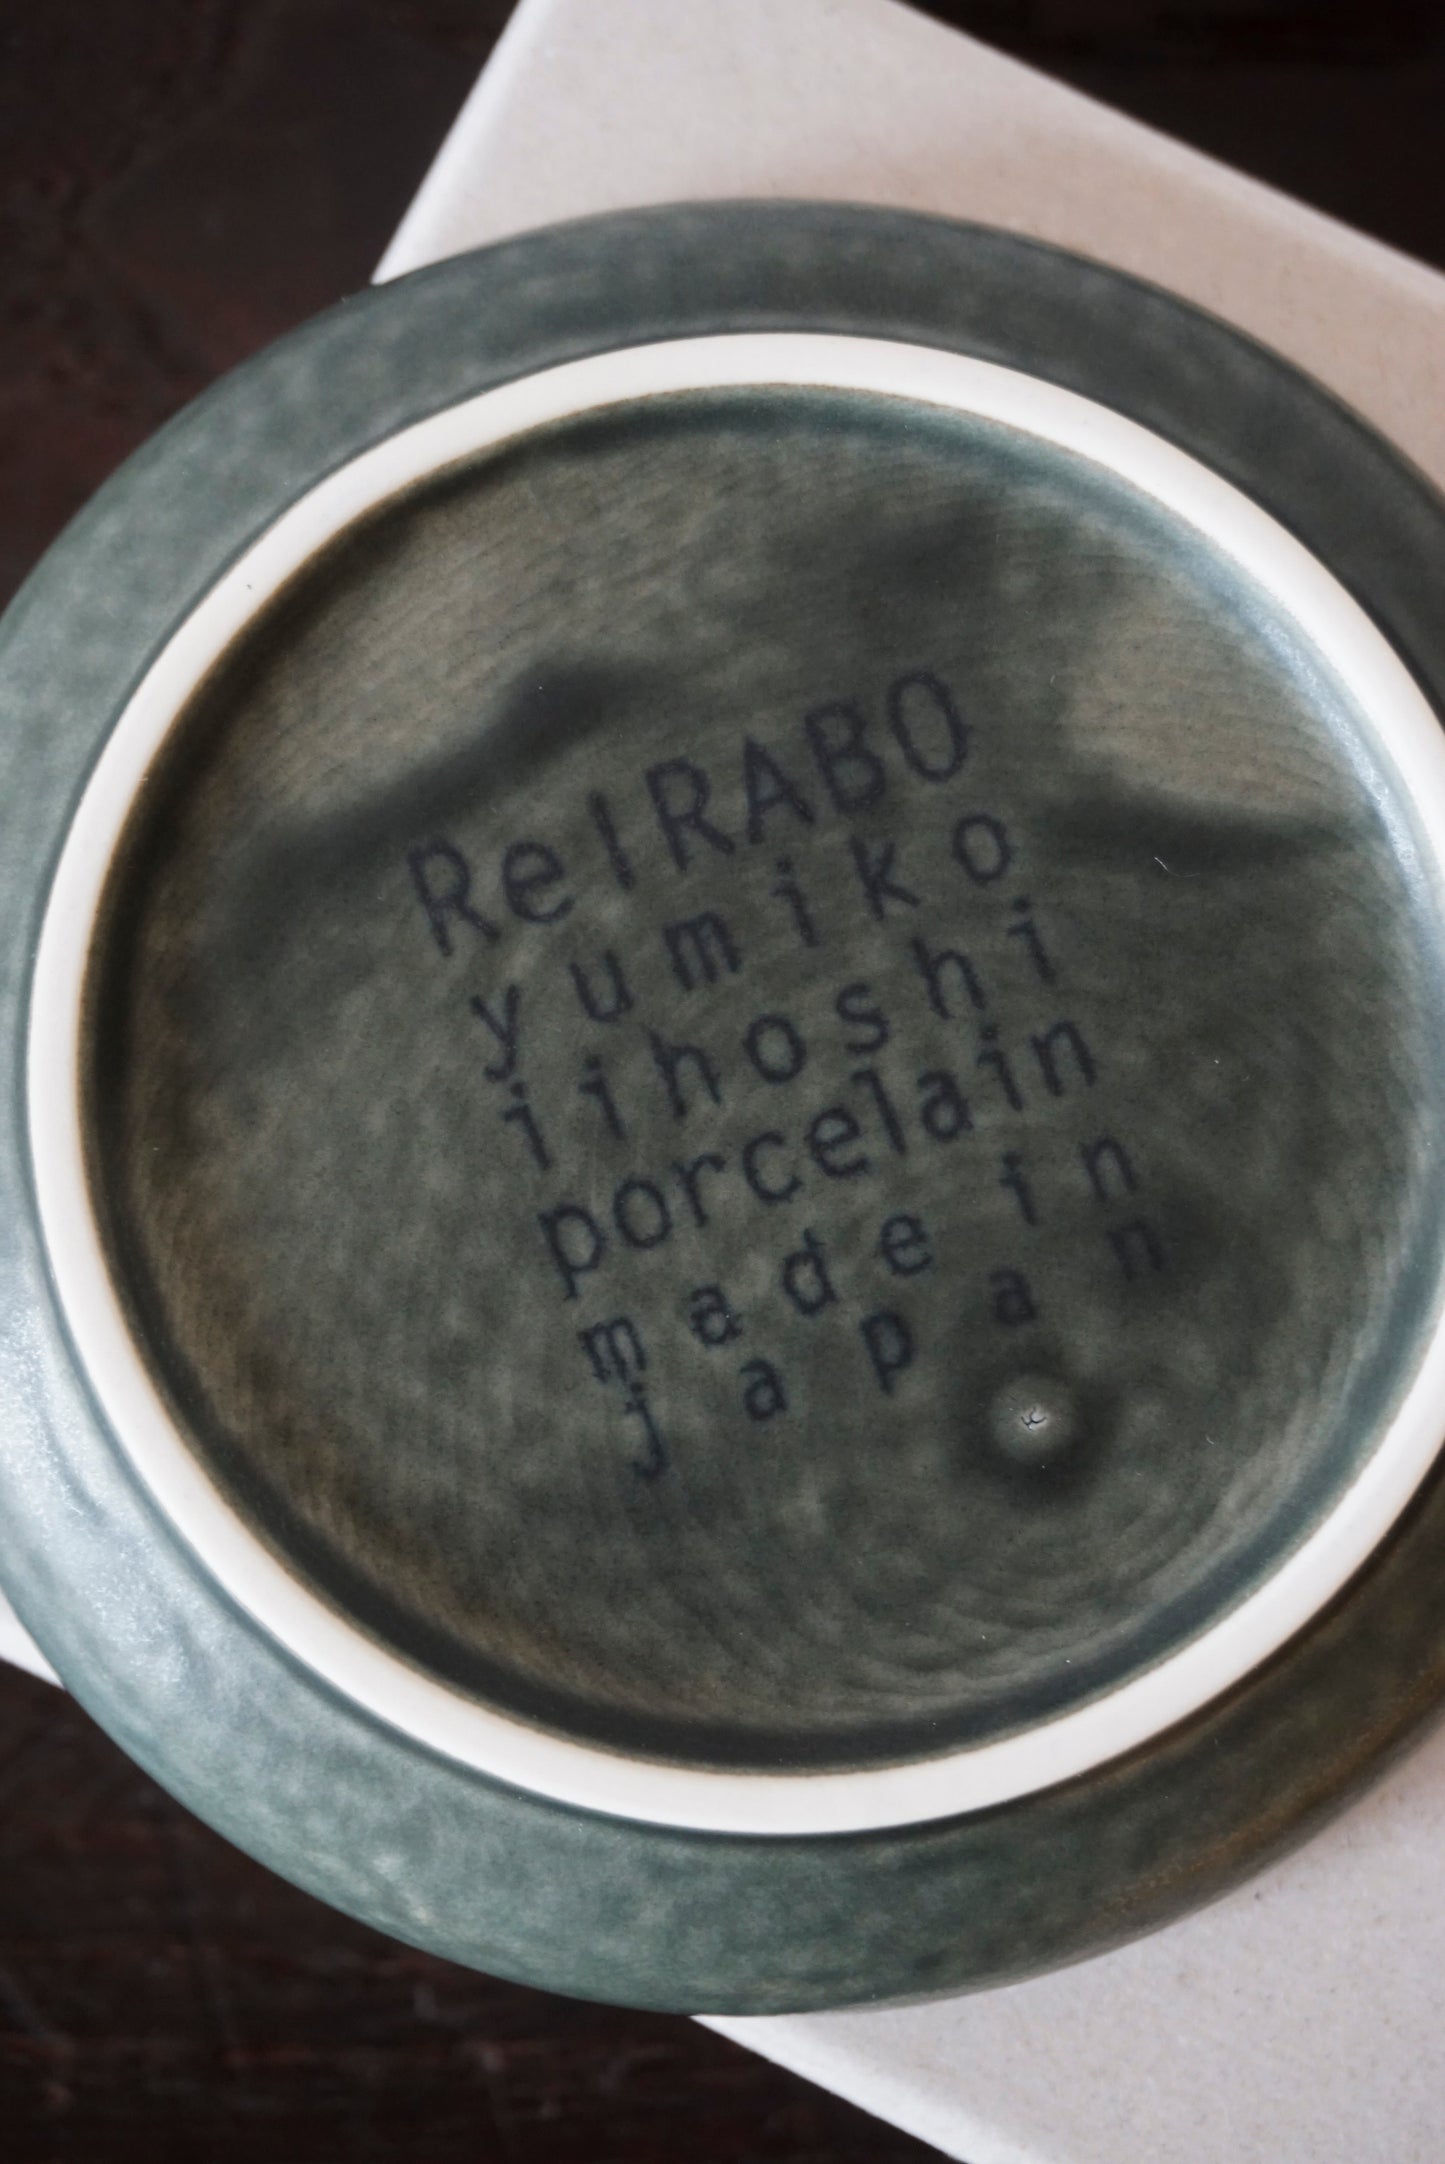 ReIRABO
yumiko
iihoshi
porcelain
made in
japan